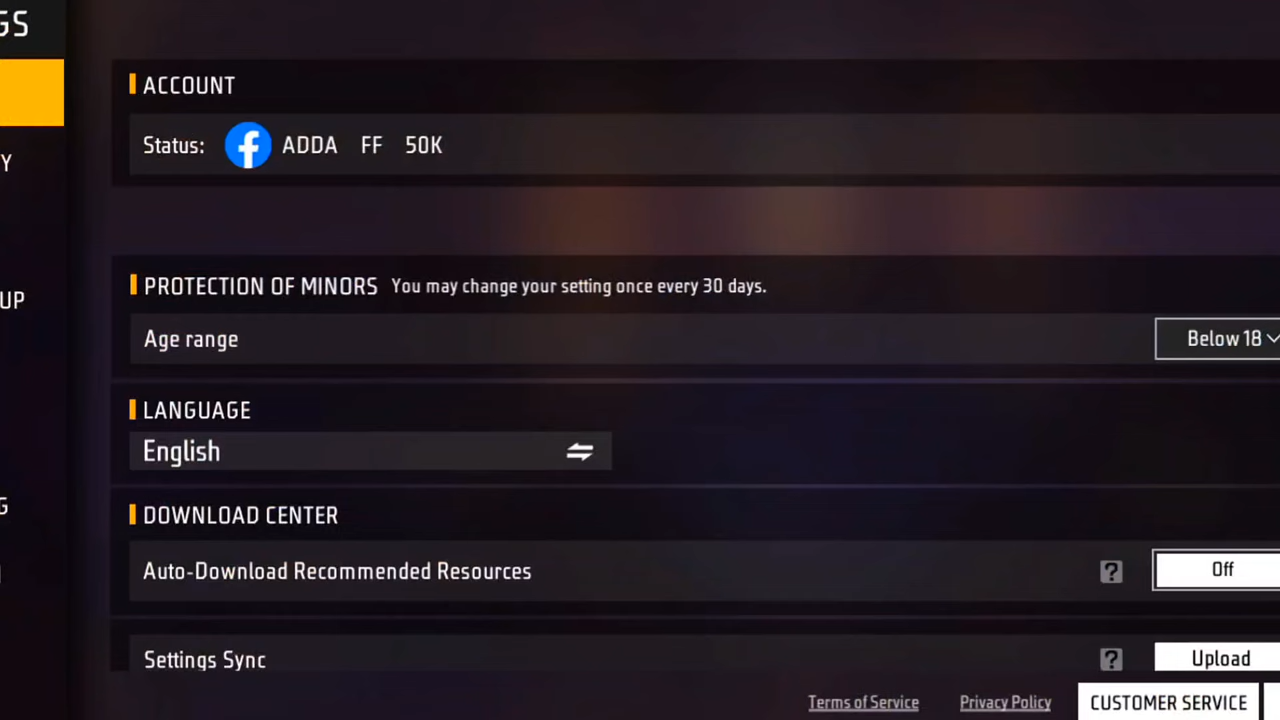 GS
ACCOUNT
Status: ADDA FF 50K
Y
PROTECTION OF MINORS You may change your setting once every 30 days.
UP
Age range Below 18
LANGUAGE
English
G
DOWNLOAD CENTER
Auto-Download Recommended Resources ? Off
Settings Sync ? Upload
Terms of Service Privacy Policy CUSTOMER SERVICE